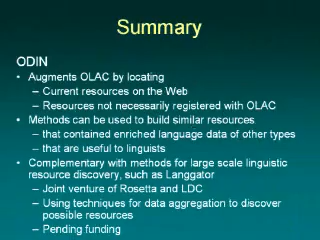 Summary
ODIN
• Augments OLAC by locating
– Current resources on the Web
– Resources not necessarily registered with OLAC
• Methods can be used to build similar resources
– that contained enriched language data of other types
– that are useful to linguists
• Complementary with methods for large scale linguistic
resource discovery, such as Langgator
– Joint venture of Rosetta and LDC
– Using techniques for data aggregation to discover
possible resources
– Pending funding